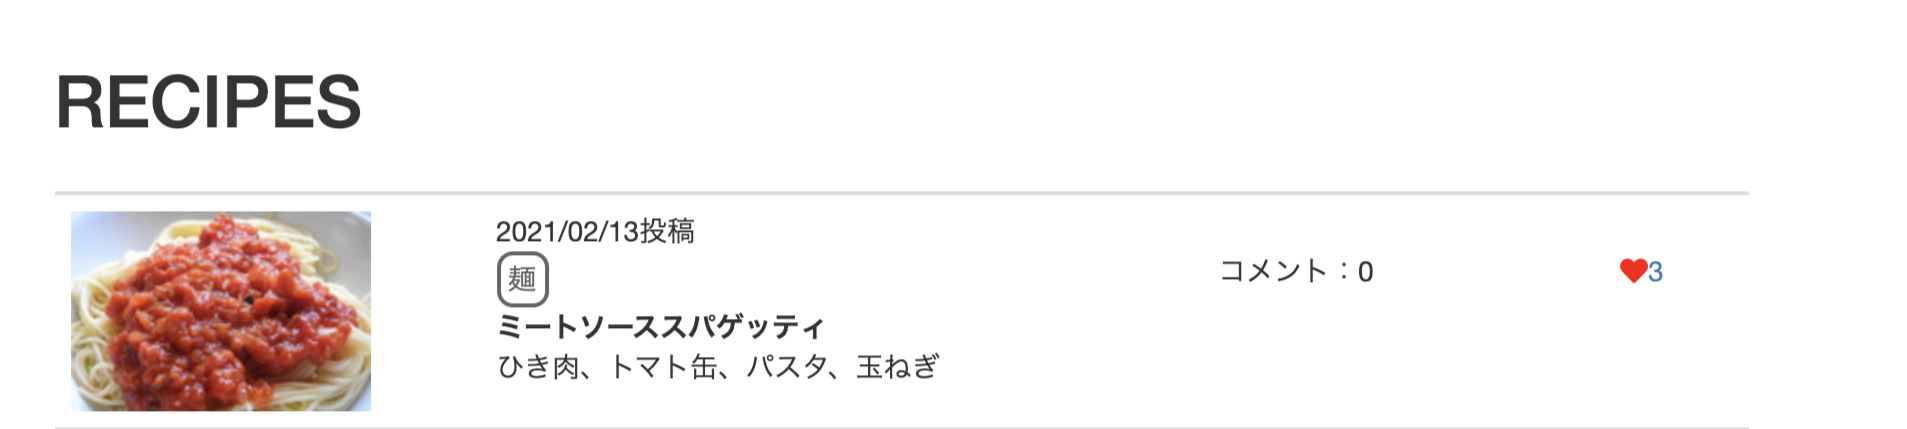 RECIPES
2021/02/13投稿
麺
ミートソーススパゲッティ
ひき肉、トマト缶、パスタ、玉ねぎ
コメント：0
3